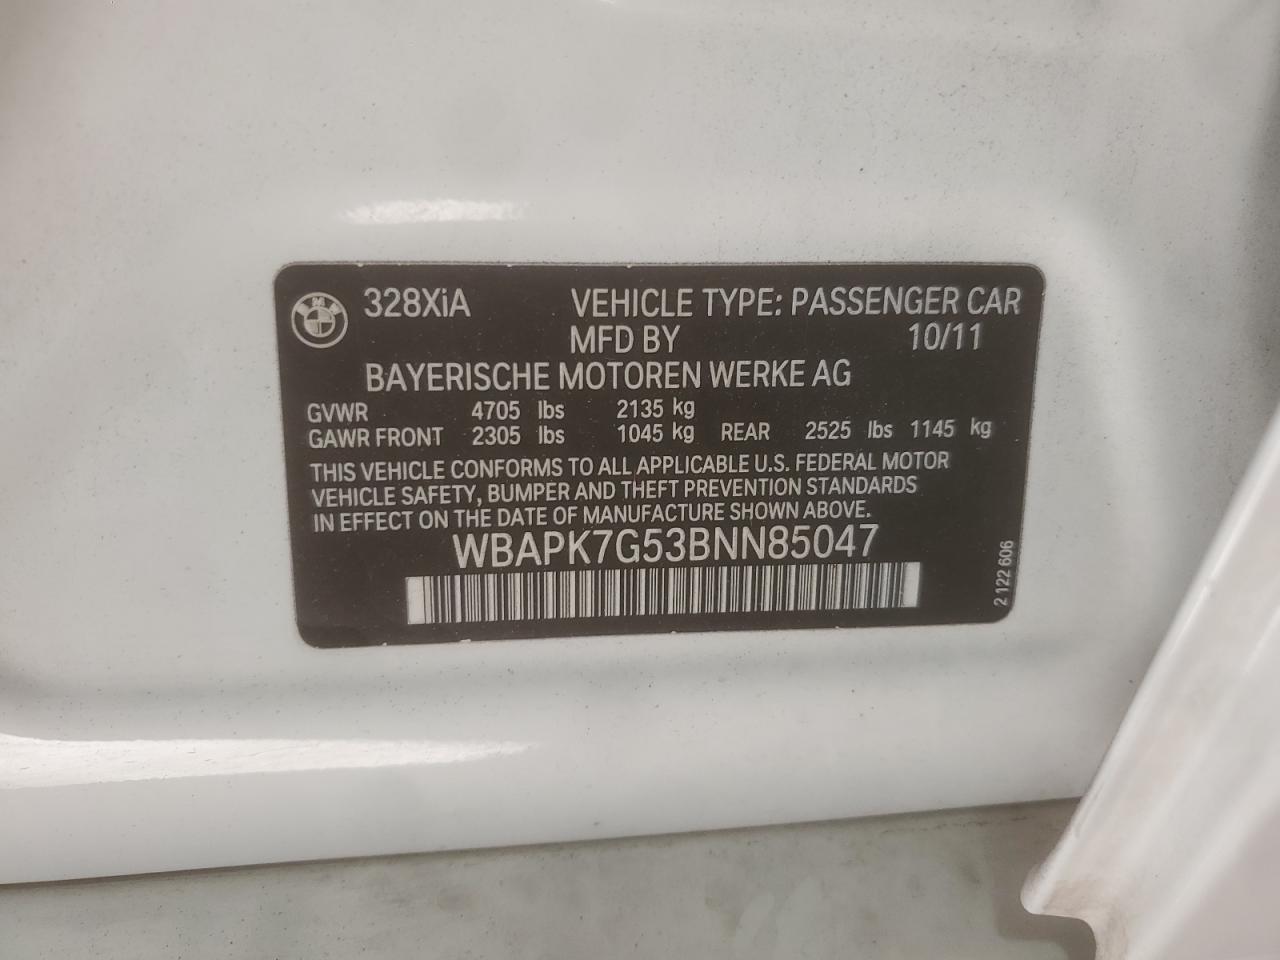 328XiA VEHICLE TYPE: PASSENGER CAR
MFD BY 10/11
BAYERISCHE MOTOREN WERKE AG
GVWR 4705 lbs 2135 kg
GAWR FRONT 2305 lbs 1045 kg REAR 2525 lbs 1145 kg
THIS VEHICLE CONFORMS TO ALL APPLICABLE U.S. FEDERAL MOTOR
VEHICLE SAFETY, BUMPER AND THEFT PREVENTION STANDARDS
IN EFFECT ON THE DATE OF MANUFACTURE SHOWN ABOVE.
WBAPK7G53BNN85047
2 122 606